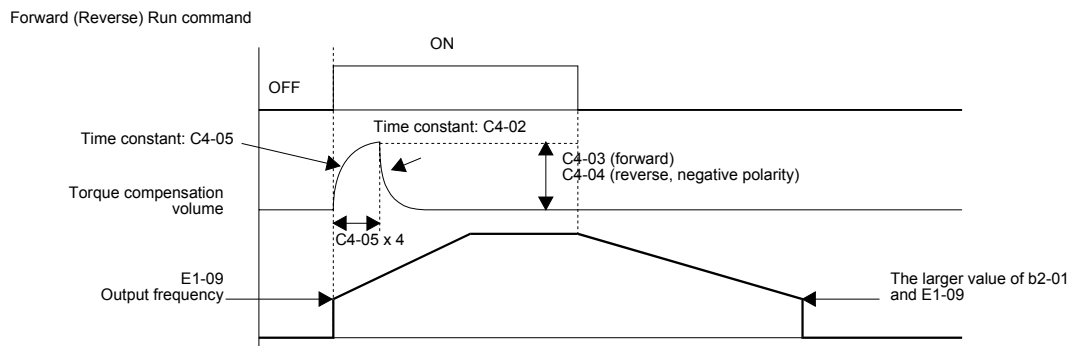 Forward (Reverse) Run command
ON
OFF
Time constant: C4-05
Time constant: C4-02
C4-03 (forward)
C4-04 (reverse, negative polarity)
Torque compensation
volume
C4-05 x 4
E1-09
Output frequency
The larger value of b2-01
and E1-09